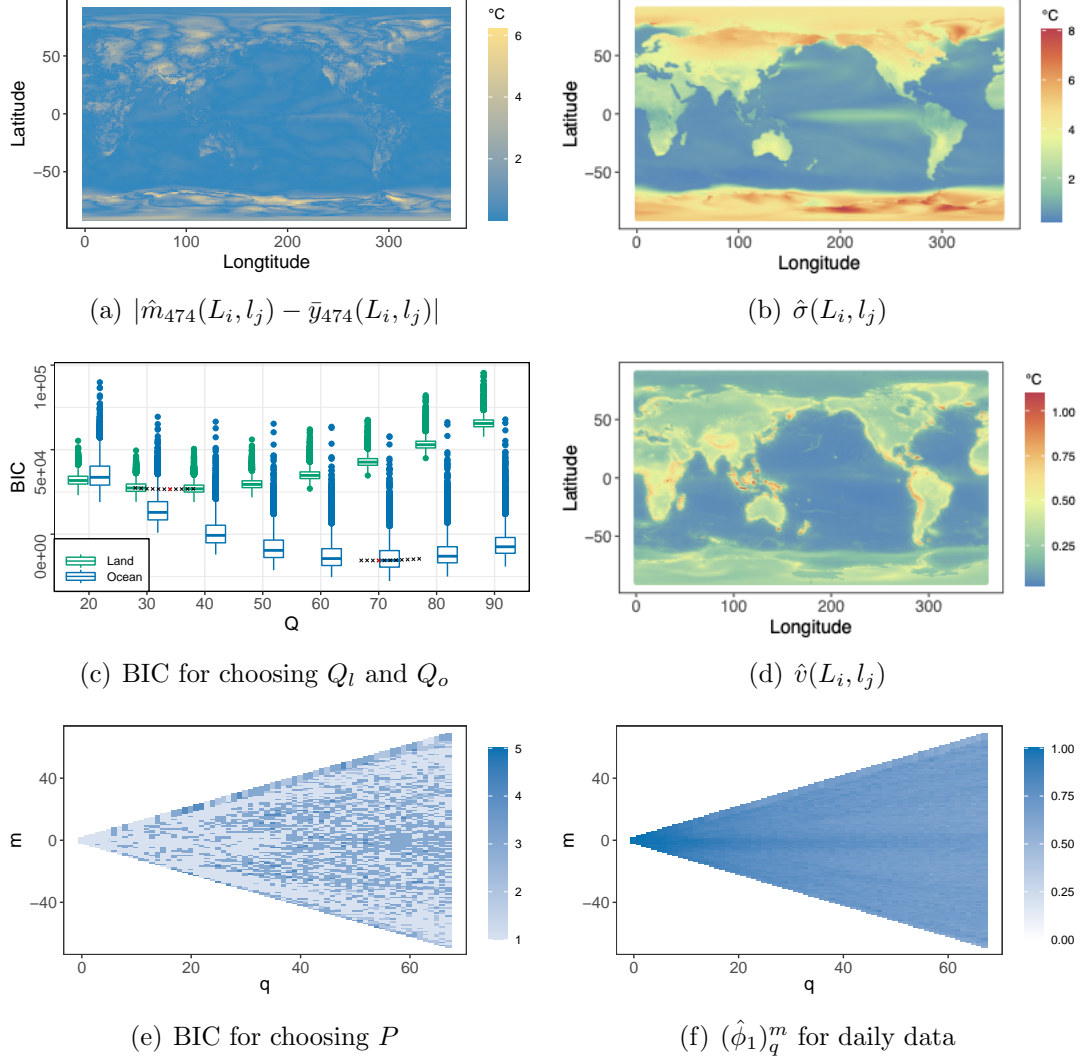 °C
6
4
2
50
0
−50
Latitude
0
100
200
300
Longtitude
(a) |m̂₄₇₄(Lᵢ, lⱼ) − ȳ₄₇₄(Lᵢ, lⱼ)|
°C
8
6
4
2
50
0
−50
Latitude
0
100
200
300
Longitude
(b) σ̂(Lᵢ, lⱼ)
1e+05
5e+04
0e+00
BIC
Land
Ocean
20
30
40
50
60
70
80
90
Q
(c) BIC for choosing Qₗ and Qₒ
°C
1.00
0.75
0.50
0.25
50
0
−50
Latitude
0
100
200
300
Longitude
(d) v̂(Lᵢ, lⱼ)
5
4
3
2
1
40
0
−40
m
0
20
40
60
q
(e) BIC for choosing P
1.00
0.75
0.50
0.25
0.00
40
0
−40
m
0
20
40
60
q
(f) (φ̂₁)_q^m for daily data